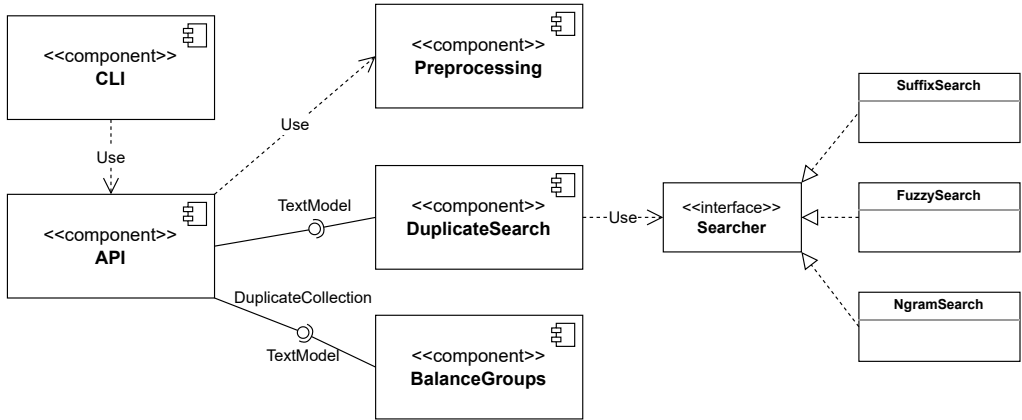 <<component>>
CLI
Use
<<component>>
API
<<component>>
Preprocessing
Use
TextModel
<<component>>
DuplicateSearch
DuplicateCollection
TextModel
<<component>>
BalanceGroups
Use
<<interface>>
Searcher
SuffixSearch
FuzzySearch
NgramSearch